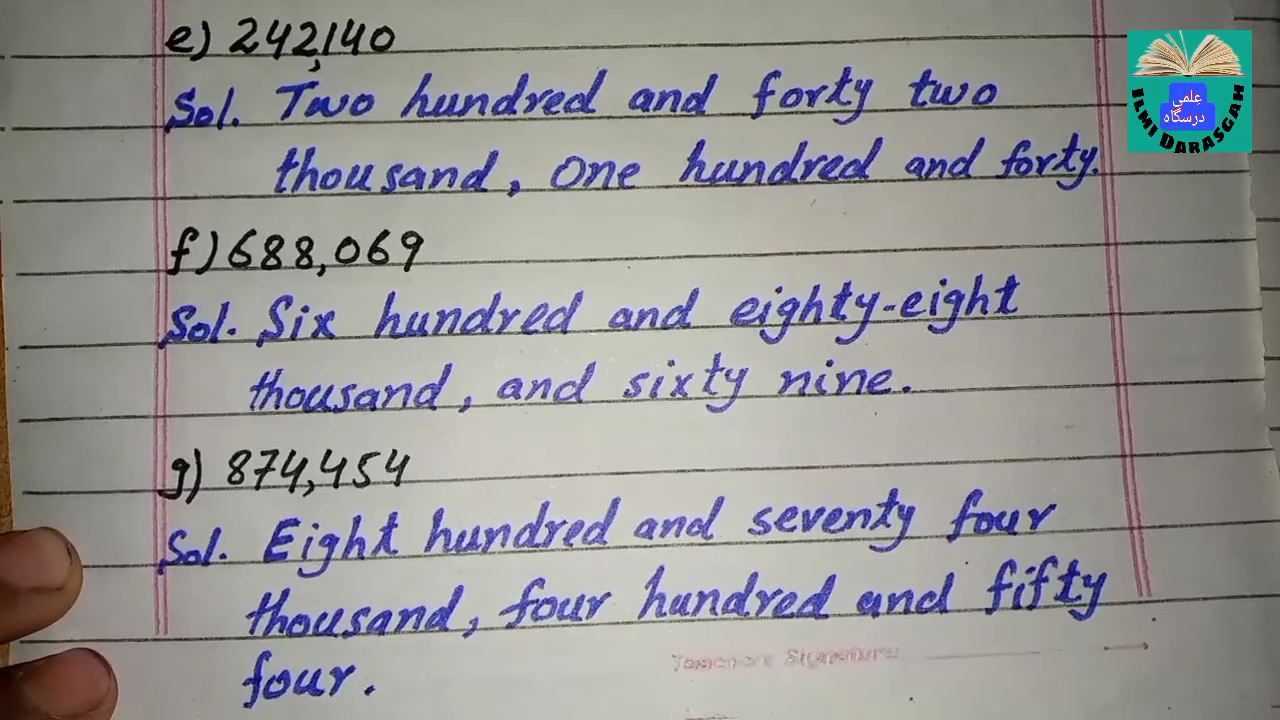 e) 242,140
Sol. Two hundred and forty two
thousand, One hundred and forty.
f) 688,069
Sol. Six hundred and eighty-eight
thousand, and sixty nine.
g) 874,454
Sol. Eight hundred and seventy four
thousand, four hundred and fifty
four.
Teacher's Signature
علمی
درسگاہ
ILMI DARASGAH